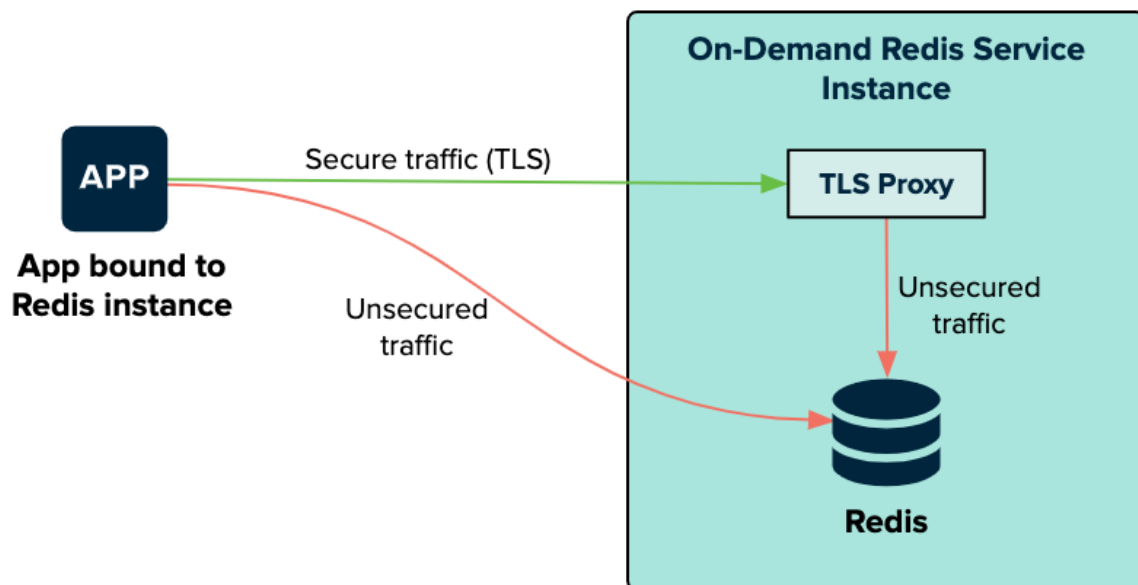 On-Demand Redis Service
Instance
Secure traffic (TLS)
APP
TLS Proxy
App bound to
Redis instance
Unsecured
traffic
Unsecured
traffic
Redis